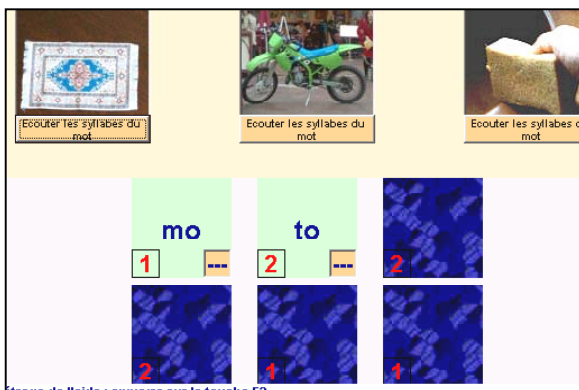 Ecouter les syllabes du
mot
Ecouter les syllabes du
mot
Ecouter les syllabes
mot
mo
to
1
---
2
---
2
2
1
1